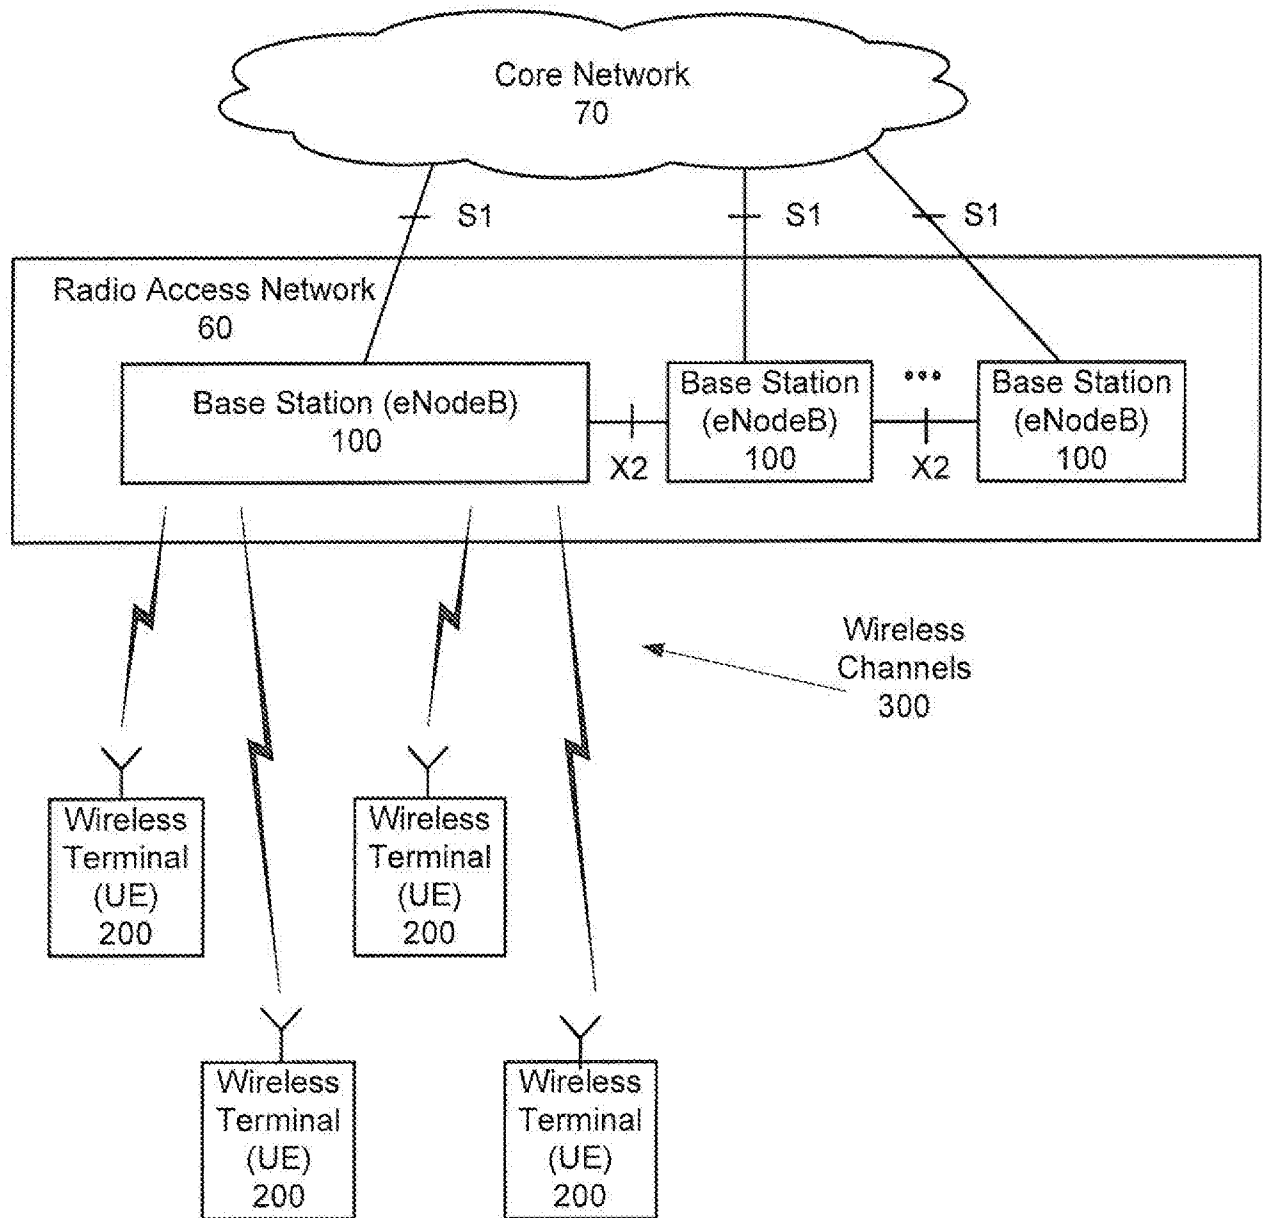 Core Network
70
S1
S1
S1
Radio Access Network
60
Base Station (eNodeB)
100
X2
Base Station
(eNodeB)
100
•••
X2
Base Station
(eNodeB)
100
Wireless
Channels
300
Wireless
Terminal
(UE)
200
Wireless
Terminal
(UE)
200
Wireless
Terminal
(UE)
200
Wireless
Terminal
(UE)
200